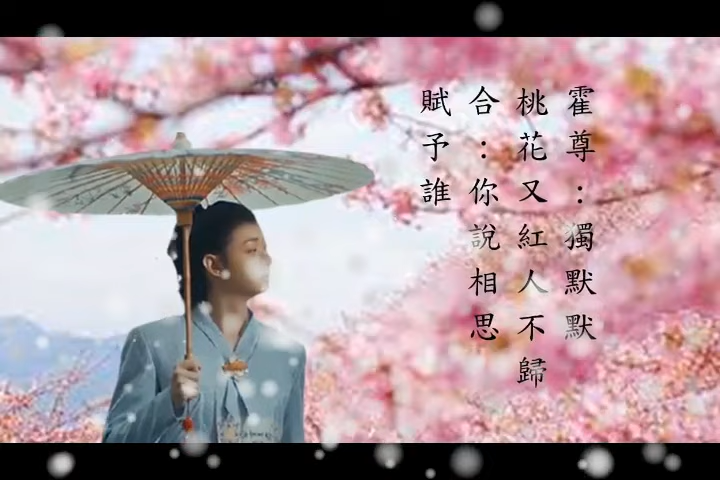 霍尊：獨默默
桃花又紅人不歸
合：你說相思
賦予誰